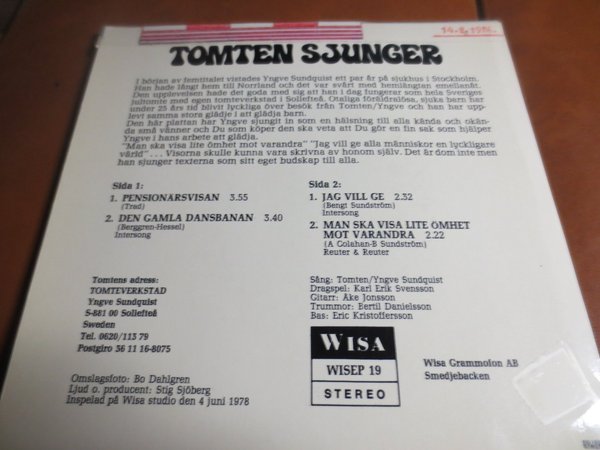 TOMTEN SJUNGER
I början av femtitalet vistades Yngve Sundquist ett par år på sjukhus i Stockholm.
Han hade långt hem till Norrland och det var svårt med hemlängtan emellanåt.
Den upplevelsen hade det goda med sig att han i dag fungerar som hela Sveriges
jultomte med egen tomteverkstad i Sollefteå. Otaliga föräldralösa, sjuka barn har
under 25 års tid blivit lyckliga över besök från Tomten/Yngve och han har upp-
levt samma stora glädje i att glädja barn.
Den här plattan har Yngve sjungit in som en hälsning till alla kända och okän-
da små vänner och Du som köper den ska veta att Du gör en fin sak som hjälper
Yngve i hans arbete att glädja.
"Man ska visa lite ömhet mot varandra" "Jag vill ge alla människor en lyckligare
värld"... Visorna skulle kunna vara skrivna av honom själv. Det är dom inte men
han sjunger texterna som sitt eget budskap till alla.
Sida 1:
1. PENSIONÄRSVISAN 3.55
(Trad)
2. DEN GAMLA DANSBANAN 3.40
(Berggren-Hessel)
Intersong
Sida 2:
1. JAG VILL GE 2.32
(Bengt Sundström)
Intersong
2. MAN SKA VISA LITE ÖMHET
MOT VARANDRA 2.22
(A Colahan-B Sundström)
Reuter & Reuter
Tomtens adress:
TOMTEVERKSTAD
Yngve Sundquist
S-881 00 Sollefteå
Sweden
Tel. 0620/113 79
Postgiro 36 11 16-8075
Sång: Tomten/Yngve Sundquist
Dragspel: Karl Erik Svensson
Gitarr: Åke Jonsson
Trummor: Bertil Danielsson
Bas: Eric Kristoffersson
WISA
WISEP 19
STEREO
Wisa Grammofon AB
Smedjebacken
Omslagsfoto: Bo Dahlgren
Ljud o. producent: Stig Sjöberg
Inspelad på Wisa studio den 4 juni 1978